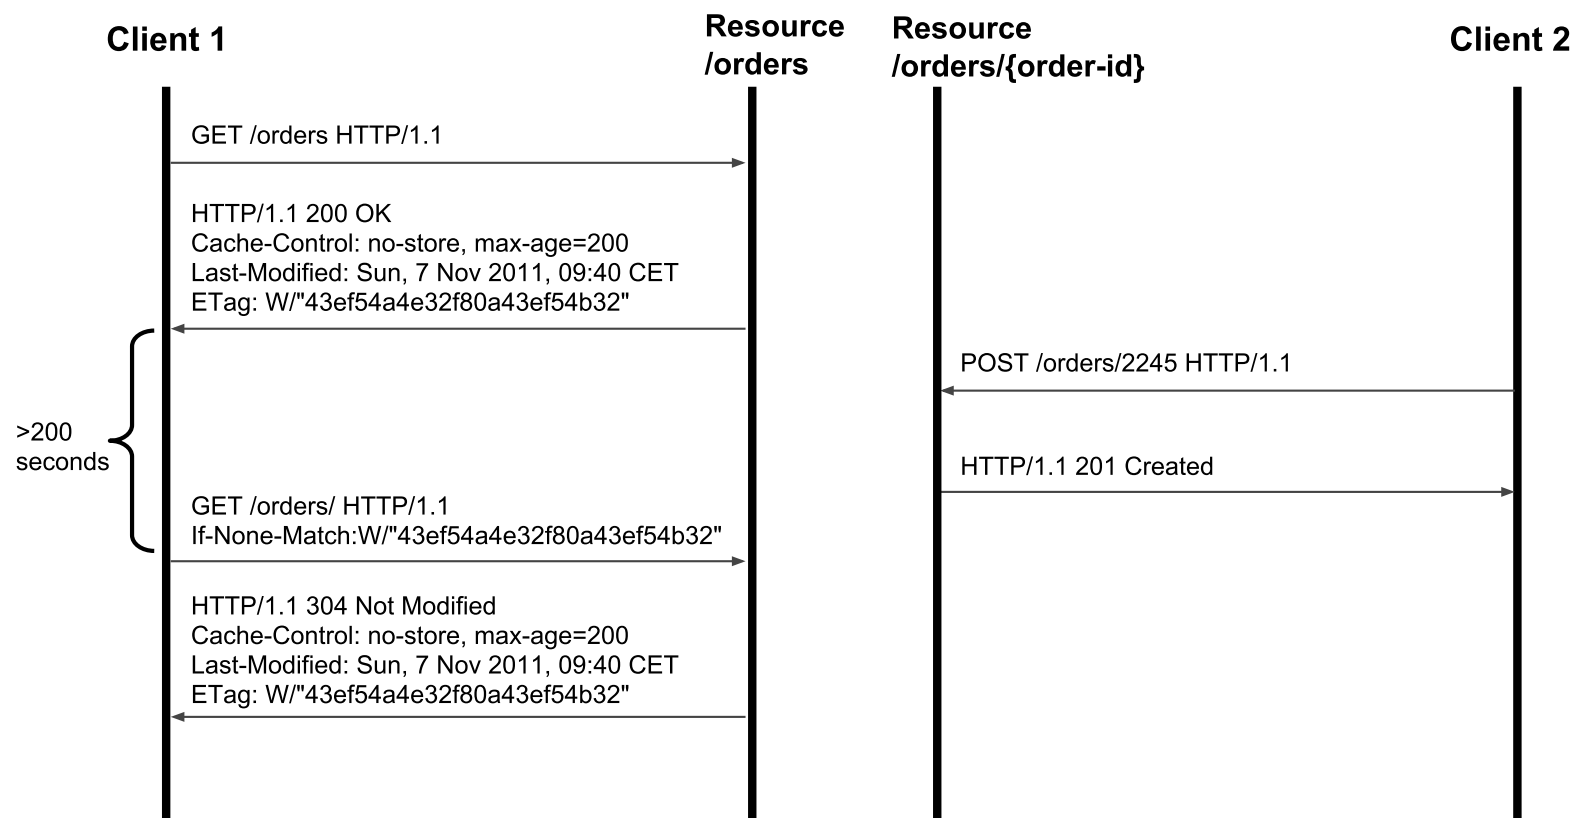 Client 1
Resource
/orders
Resource
/orders/{order-id}
Client 2
GET /orders HTTP/1.1
HTTP/1.1 200 OK
Cache-Control: no-store, max-age=200
Last-Modified: Sun, 7 Nov 2011, 09:40 CET
ETag: W/"43ef54a4e32f80a43ef54b32"
POST /orders/2245 HTTP/1.1
>200
seconds
HTTP/1.1 201 Created
GET /orders/ HTTP/1.1
If-None-Match:W/"43ef54a4e32f80a43ef54b32"
HTTP/1.1 304 Not Modified
Cache-Control: no-store, max-age=200
Last-Modified: Sun, 7 Nov 2011, 09:40 CET
ETag: W/"43ef54a4e32f80a43ef54b32"